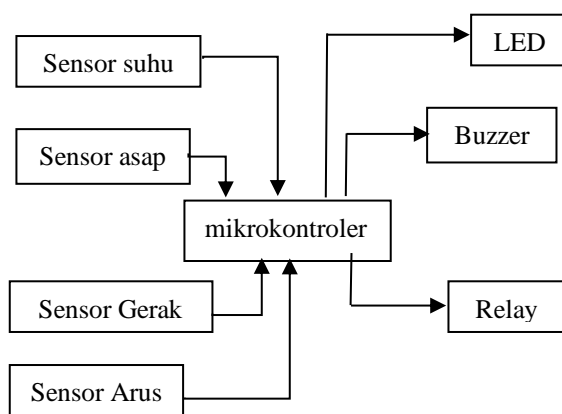 LED
Sensor suhu
Buzzer
Sensor asap
mikrokontroler
Sensor Gerak
Relay
Sensor Arus